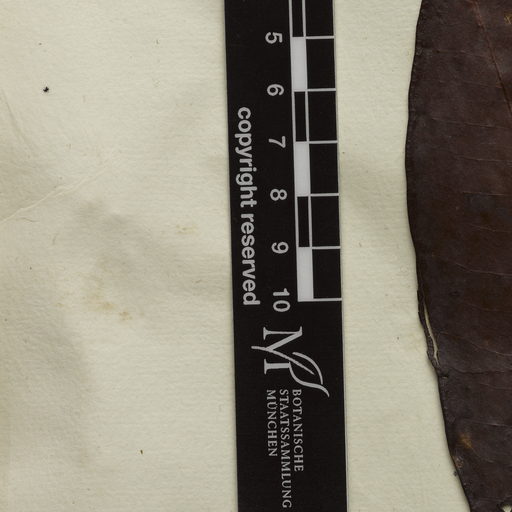 5
6
7
8
9
10
copyright reserved
BOTANISCHE
STAATSSAMMLUNG
MÜNCHEN